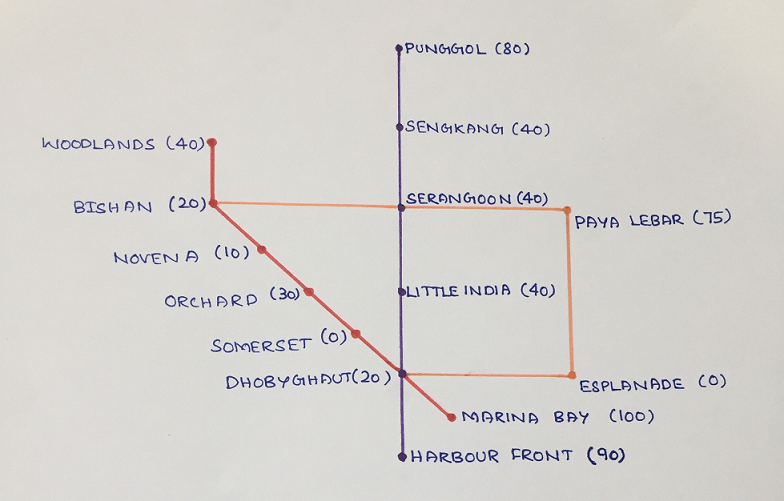 PUNGGOL (80)
SENGKANG (40)
WOODLANDS (40)
SERANGOON (40)
BISHAN (20)
PAYA LEBAR (75)
NOVENA (10)
ORCHARD (30)
LITTLE INDIA (40)
SOMERSET (0)
DHOBYGHAUT (20)
ESPLANADE (0)
MARINA BAY (100)
HARBOUR FRONT (90)